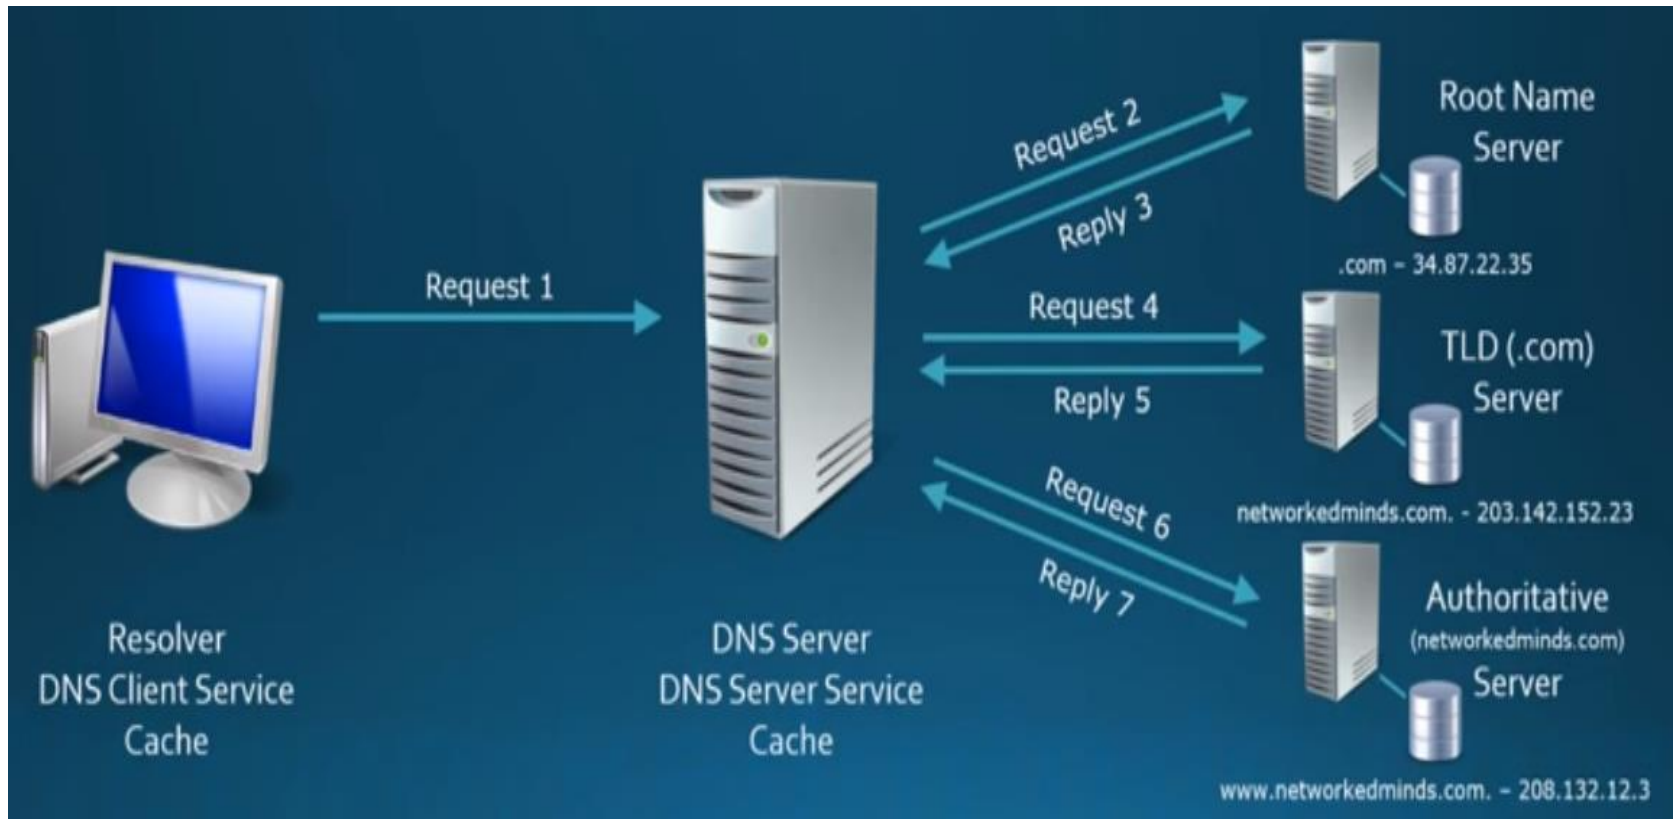 Request 1
Resolver
DNS Client Service
Cache
DNS Server
DNS Server Service
Cache
Request 2
Reply 3
Request 4
Reply 5
Request 6
Reply 7
Root Name
Server
.com – 34.87.22.35
TLD (.com)
Server
networkedminds.com. - 203.142.152.23
Authoritative
(networkedminds.com)
Server
www.networkedminds.com. – 208.132.12.3